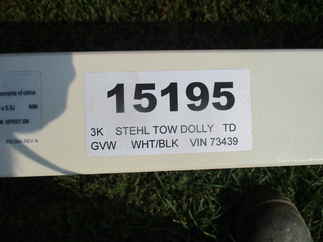 15195
3K STEHL TOW DOLLY TD
GVW WHT/BLK VIN 73439